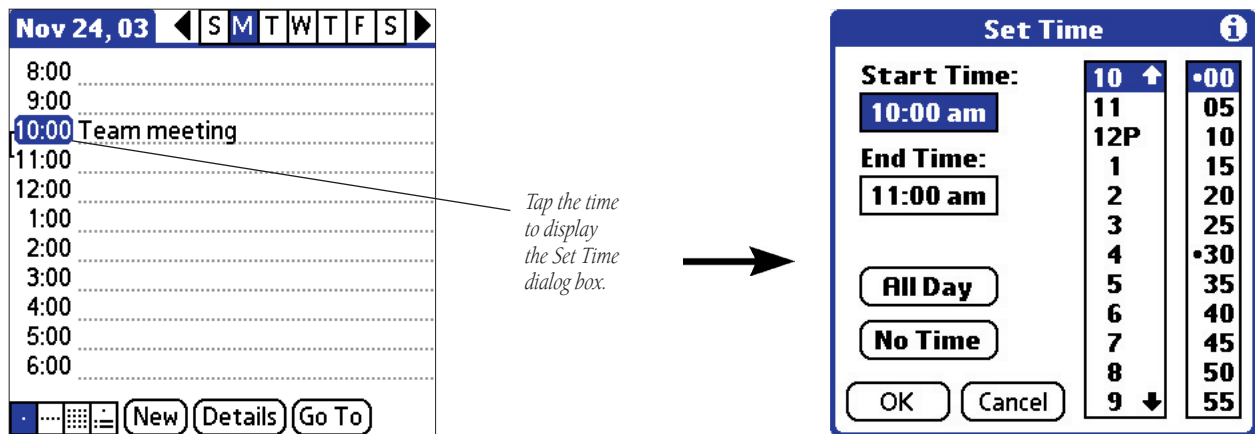 Nov 24, 03 S M T W T F S
8:00
9:00
10:00 Team meeting
11:00
12:00
1:00
2:00
3:00
4:00
5:00
6:00
New Details Go To
Tap the time
to display
the Set Time
dialog box.
Set Time i
Start Time:
10:00 am
End Time:
11:00 am
All Day
No Time
OK Cancel
10
11
12P
1
2
3
4
5
6
7
8
9
•00
05
10
15
20
25
•30
35
40
45
50
55